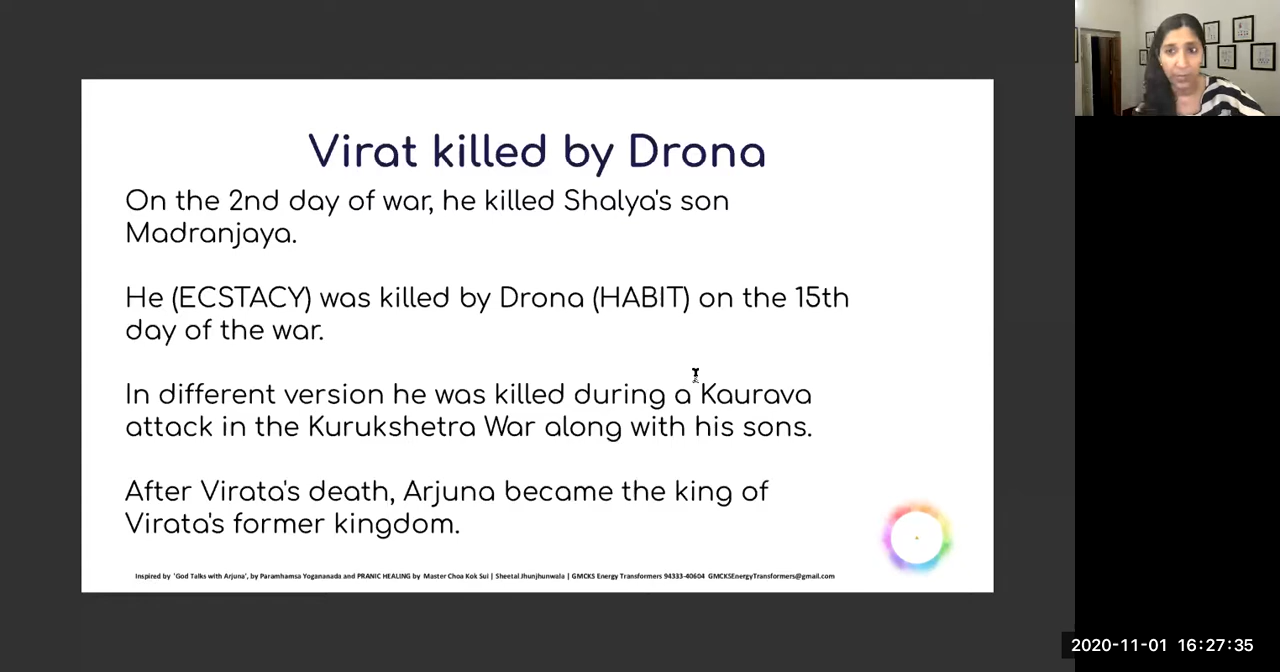 Virat killed by Drona
On the 2nd day of war, he killed Shalya's son
Madranjaya.
He (ECSTACY) was killed by Drona (HABIT) on the 15th
day of the war.
In different version he was killed during a Kaurava
attack in the Kurukshetra War along with his sons.
After Virata's death, Arjuna became the king of
Virata's former kingdom.
Inspired by 'God Talks with Arjuna', by Paramhamsa Yogananada and PRANIC HEALING by Master Choa Kok Sui | Sheetal Jhunjhunwala | GMCKS Energy Transformers 94333-40604 GMCKSEnergyTransformers@gmail.com
2020-11-01 16:27:35